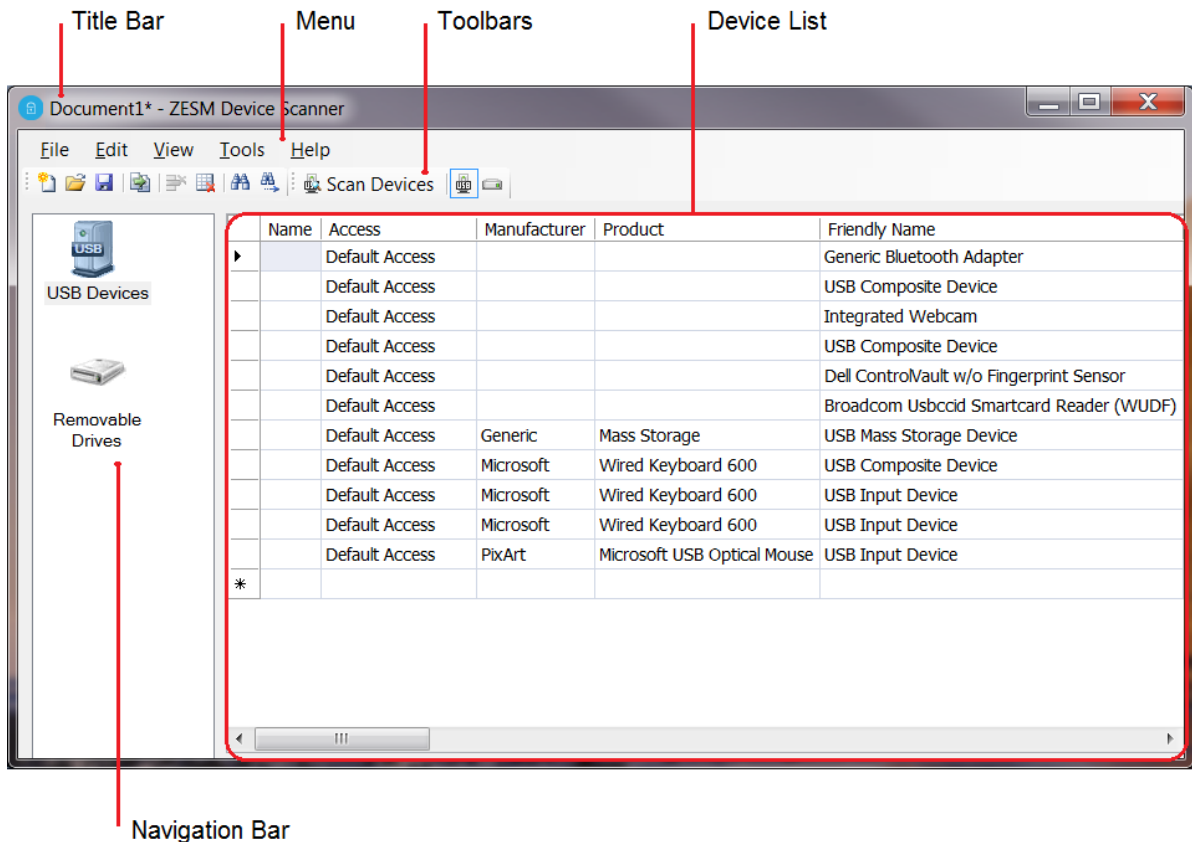 Title Bar Menu Toolbars Device List
Document1* - ZESM Device Scanner
File Edit View Tools Help
Scan Devices
USB
USB Devices
Removable
Drives
Name Access Manufacturer Product Friendly Name
Default Access Generic Bluetooth Adapter
Default Access USB Composite Device
Default Access Integrated Webcam
Default Access USB Composite Device
Default Access Dell ControlVault w/o Fingerprint Sensor
Default Access Broadcom Usbccid Smartcard Reader (WUDF)
Default Access Generic Mass Storage USB Mass Storage Device
Default Access Microsoft Wired Keyboard 600 USB Composite Device
Default Access Microsoft Wired Keyboard 600 USB Input Device
Default Access Microsoft Wired Keyboard 600 USB Input Device
Default Access PixArt Microsoft USB Optical Mouse USB Input Device
*
Navigation Bar